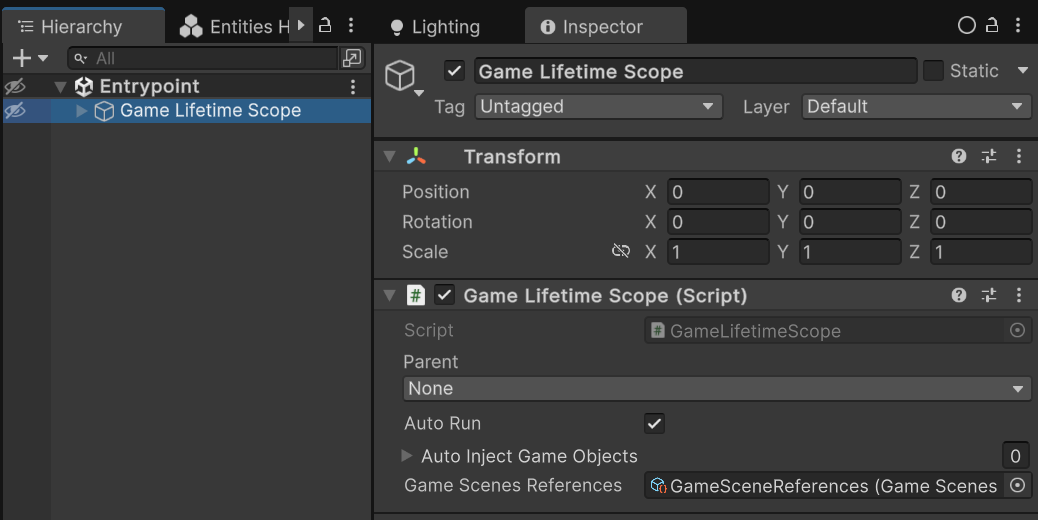 Hierarchy
Entities H
Lighting
Inspector
All
Entrypoint
Game Lifetime Scope
Game Lifetime Scope
Static
Tag Untagged
Layer Default
Transform
Position X 0 Y 0 Z 0
Rotation X 0 Y 0 Z 0
Scale X 1 Y 1 Z 1
# Game Lifetime Scope (Script)
Script # GameLifetimeScope
Parent
None
Auto Run
Auto Inject Game Objects 0
Game Scenes References GameSceneReferences (Game Scenes